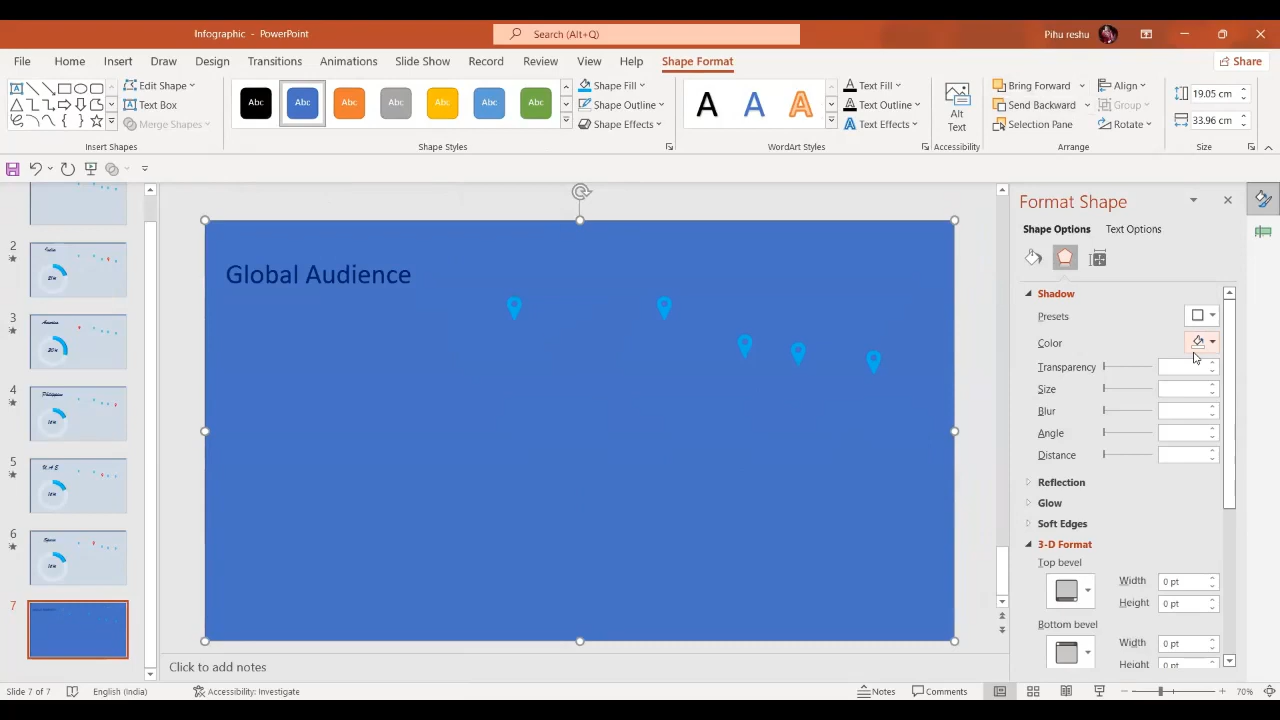 Infographic - PowerPoint
Search (Alt+Q)
Pihu reshu
File Home Insert Draw Design Transitions Animations Slide Show Record Review View Help Shape Format
Share
Edit Shape
Text Box
Merge Shapes
Insert Shapes
Abc Abc Abc Abc Abc Abc Abc
Shape Fill
Shape Outline
Shape Effects
Shape Styles
A A A
Text Fill
Text Outline
Text Effects
WordArt Styles
Alt
Text
Accessibility
Bring Forward
Send Backward
Selection Pane
Align
Group
Rotate
Arrange
19.05 cm
33.96 cm
Size
2
India
3
America
4
Philippines
5
U.A.E
6
Spain
7
Global Audience
Click to add notes
Format Shape
Shape Options Text Options
Shadow
Presets
Color
Transparency
Size
Blur
Angle
Distance
Reflection
Glow
Soft Edges
3-D Format
Top bevel
Width 0 pt
Height 0 pt
Bottom bevel
Width 0 pt
Height 0 pt
Slide 7 of 7 English (India) Accessibility: Investigate Notes Comments 70%